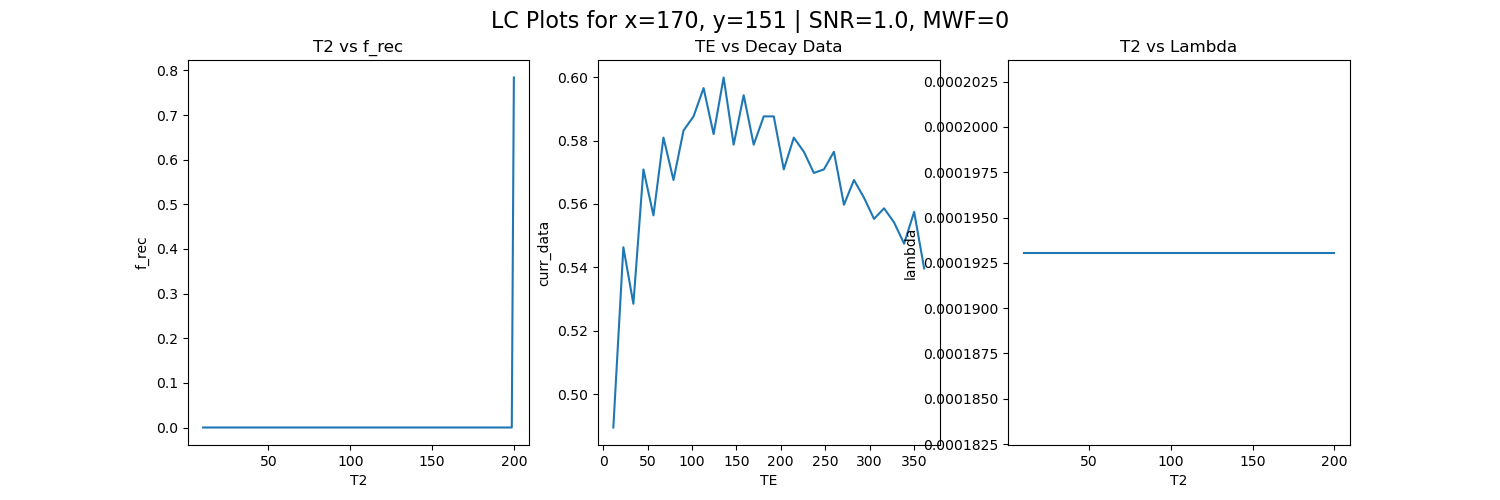 LC Plots for x=170, y=151 | SNR=1.0, MWF=0
T2 vs f_rec
0.8
0.7
0.6
0.5
0.4
0.3
0.2
0.1
0.0
f_rec
50 100 150 200
T2
TE vs Decay Data
0.60
0.58
0.56
0.54
0.52
0.50
curr_data
0 50 100 150 200 250 300 350
TE
T2 vs Lambda
0.0002025
0.0002000
0.0001975
0.0001950
0.0001925
0.0001900
0.0001875
0.0001850
0.0001825
lambda
50 100 150 200
T2